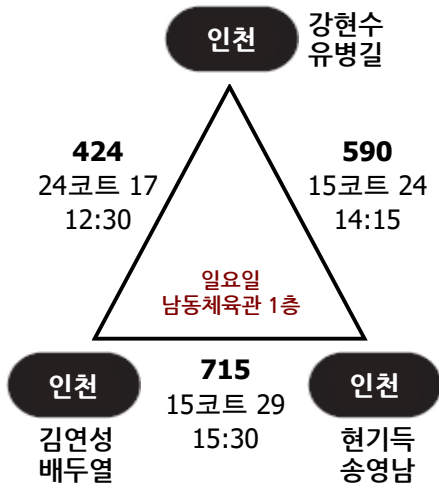 인천
강현수
유병길
424
24코트 17
12:30
590
15코트 24
14:15
일요일
남동체육관 1층
인천
김연성
배두열
715
15코트 29
15:30
인천
현기득
송영남